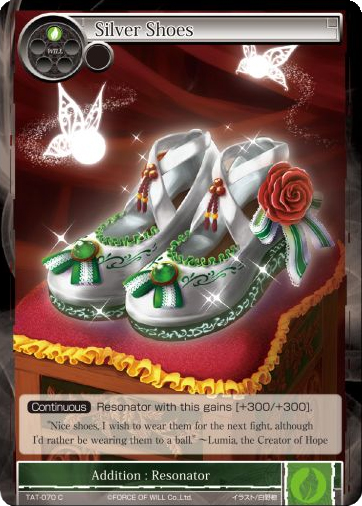 Silver Shoes
WILL
Continuous Resonator with this gains [+300/+300].
"Nice shoes, I wish to wear them for the next fight, although
I'd rather be wearing them to a ball." ~Lumia, the Creator of Hope
Addition : Resonator
TAT-070 C ©FORCE OF WILL Co.,Ltd. イラスト/白野樹